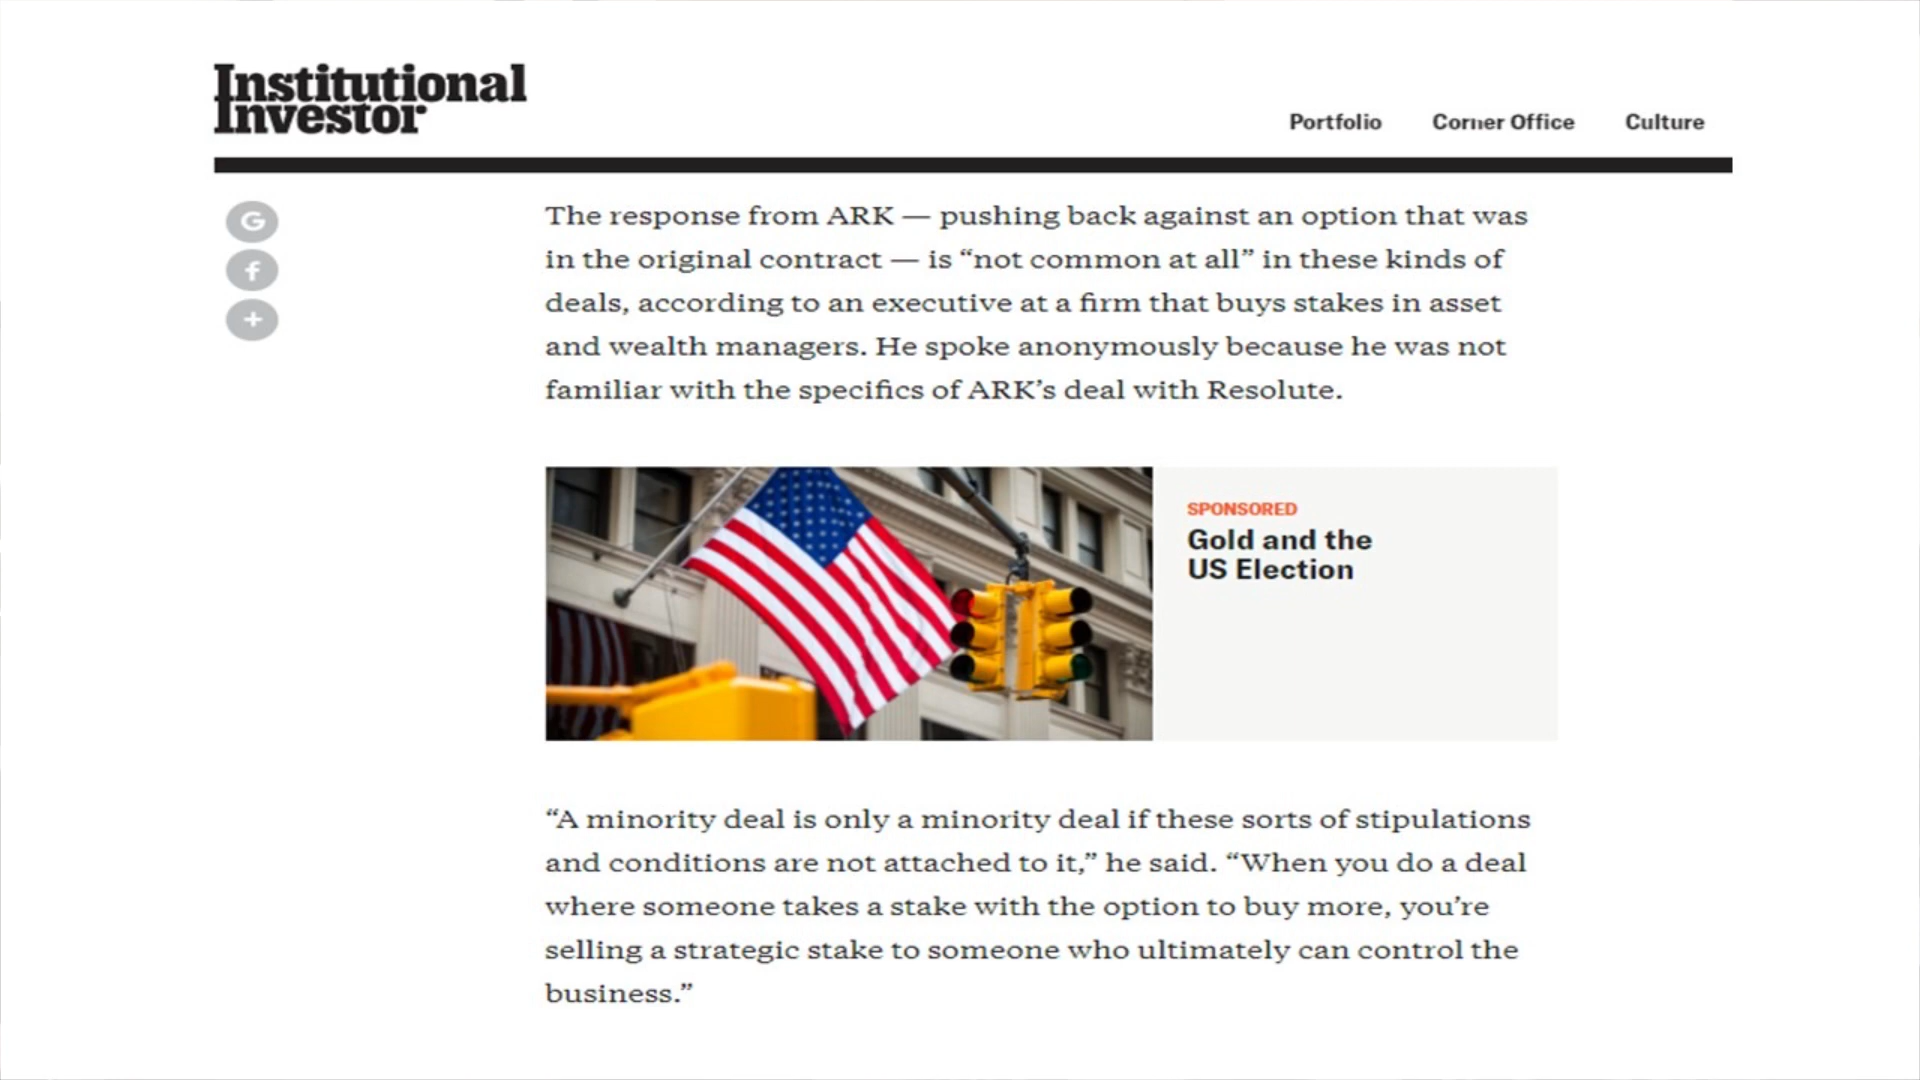 Institutional
Investor
Portfolio Corner Office Culture
The response from ARK — pushing back against an option that was
in the original contract — is “not common at all” in these kinds of
deals, according to an executive at a firm that buys stakes in asset
and wealth managers. He spoke anonymously because he was not
familiar with the specifics of ARK’s deal with Resolute.
SPONSORED
Gold and the
US Election
“A minority deal is only a minority deal if these sorts of stipulations
and conditions are not attached to it,” he said. “When you do a deal
where someone takes a stake with the option to buy more, you’re
selling a strategic stake to someone who ultimately can control the
business.”